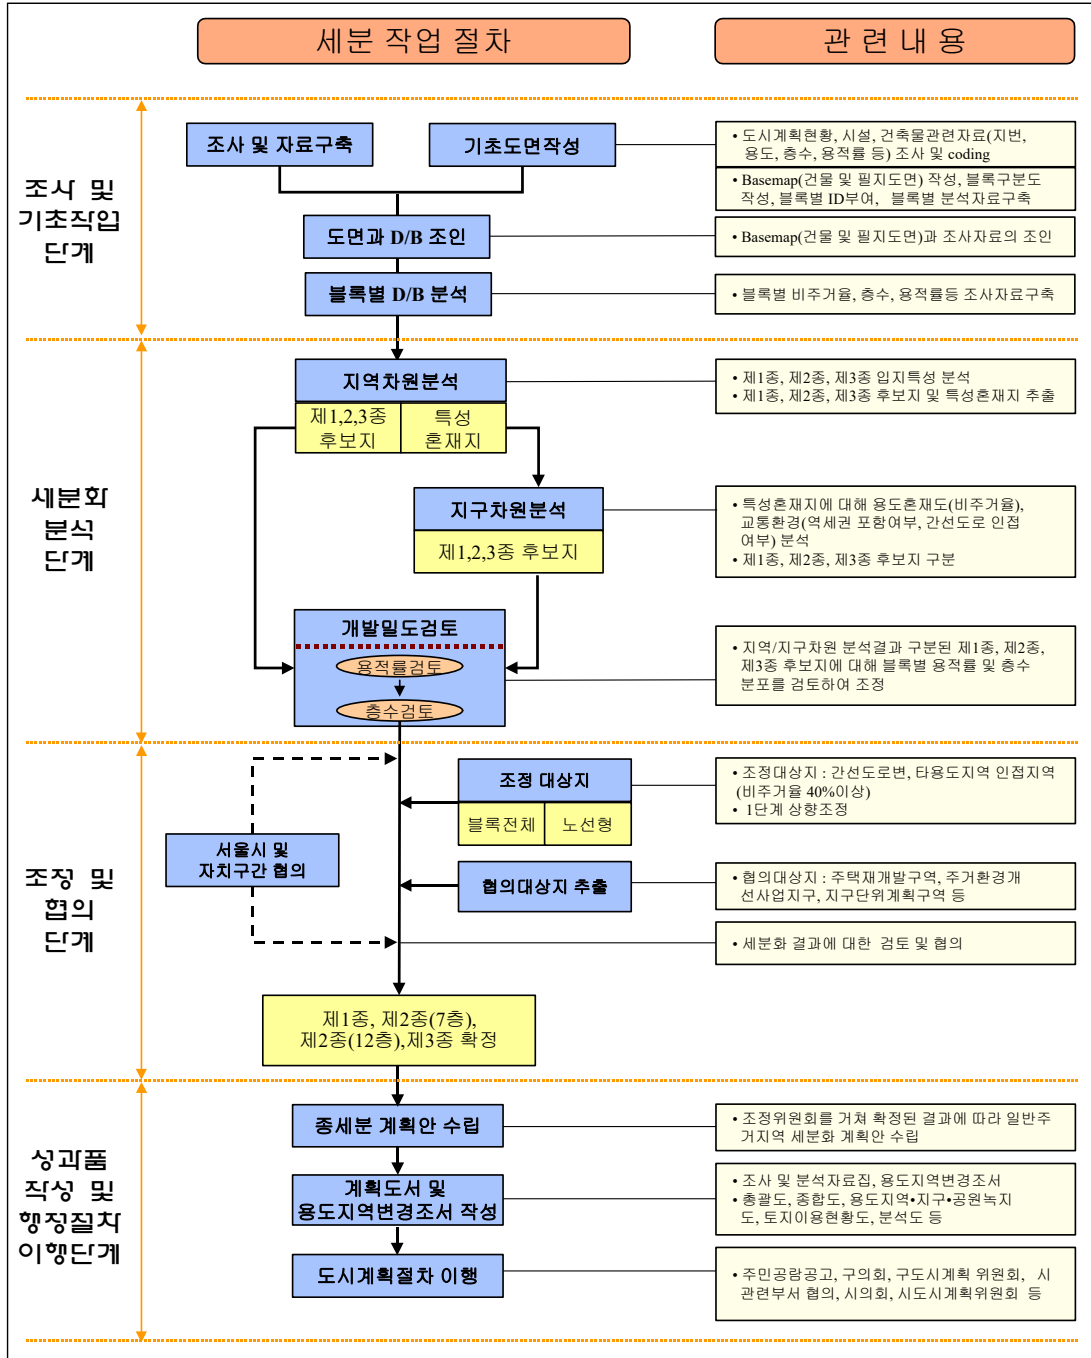 세분 작업 절차
관 련 내 용
조사 및
기초작업
단계
조사 및 자료구축
기초도면작성
• 도시계획현황, 시설, 건축물관련자료(지번,
용도, 층수, 용적률 등) 조사 및 coding
• Basemap(건물 및 필지도면) 작성, 블록구분도
작성, 블록별 ID부여, 블록별 분석자료구축
도면과 D/B 조인
• Basemap(건물 및 필지도면)과 조사자료의 조인
블록별 D/B 분석
• 블록별 비주거율, 층수, 용적률등 조사자료구축
세분화
분석
단계
지역차원분석
제1,2,3종
후보지
특성
혼재지
• 제1종, 제2종, 제3종 입지특성 분석
• 제1종, 제2종, 제3종 후보지 및 특성혼재지 추출
지구차원분석
제1,2,3종 후보지
• 특성혼재지에 대해 용도혼재도(비주거율),
교통환경(역세권 포함여부, 간선도로 인접
여부) 분석
• 제1종, 제2종, 제3종 후보지 구분
개발밀도검토
용적률검토
층수검토
• 지역/지구차원 분석결과 구분된 제1종, 제2종,
제3종 후보지에 대해 블록별 용적률 및 층수
분포를 검토하여 조정
조정 및
협의
단계
조정 대상지
블록전체
노선형
• 조정대상지 : 간선도로변, 타용도지역 인접지역
(비주거율 40%이상)
• 1단계 상향조정
서울시 및
자치구간 협의
협의대상지 추출
• 협의대상지 : 주택재개발구역, 주거환경개
선사업지구, 지구단위계획구역 등
• 세분화 결과에 대한 검토 및 협의
제1종, 제2종(7층),
제2종(12층),제3종 확정
성과품
작성 및
행정절차
이행단계
종세분 계획안 수립
• 조정위원회를 거쳐 확정된 결과에 따라 일반주
거지역 세분화 계획안 수립
계획도서 및
용도지역변경조서 작성
• 조사 및 분석자료집, 용도지역변경조서
• 총괄도, 종합도, 용도지역•지구•공원녹지
도, 토지이용현황도, 분석도 등
도시계획절차 이행
• 주민공람공고, 구의회, 구도시계획 위원회, 시
관련부서 협의, 시의회, 시도시계획위원회 등